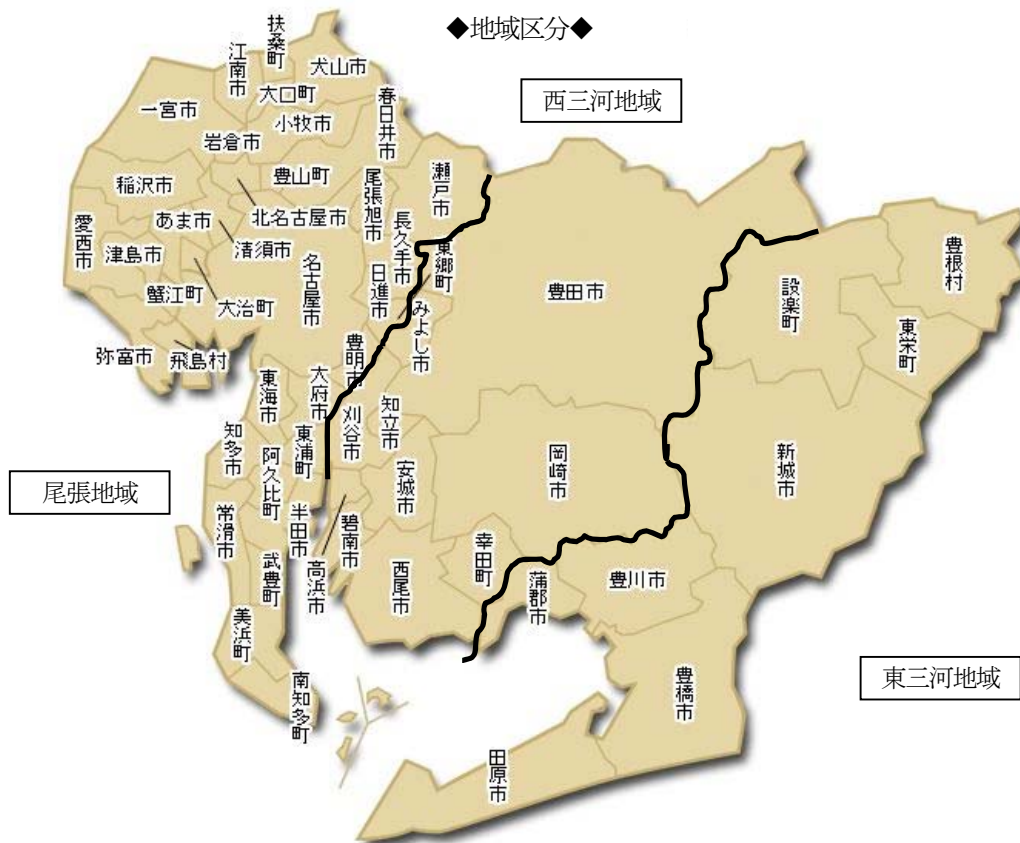 ◆地域区分◆
西三河地域
扶桑町
江南市
犬山市
大口町
一宮市
小牧市
春日井市
岩倉市
瀬戸市
豊山町
尾張旭市
稲沢市
北名古屋市
あま市
長久手市
愛西市
清須市
津島市
東郷町
名古屋市
日進市
豊田市
豊根村
設楽町
蟹江町
大治町
みよし市
東栄町
弥富市
飛島村
豊明市
東海市
大府市
刈谷市
知立市
知多市
東浦町
阿久比町
岡崎市
新城市
安城市
尾張地域
常滑市
半田市
碧南市
幸田町
武豊町
高浜市
西尾市
蒲郡市
豊川市
美浜町
東三河地域
南知多町
豊橋市
田原市